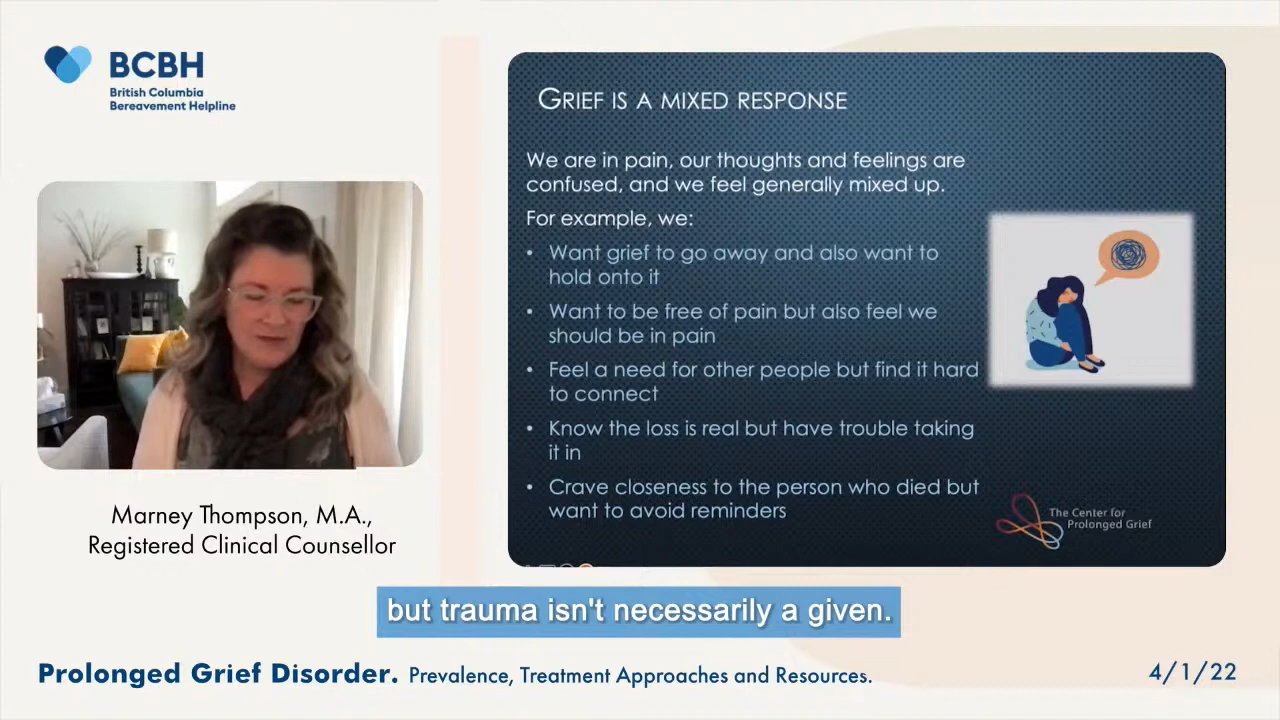 BCBH
British Columbia
Bereavement Helpline
GRIEF IS A MIXED RESPONSE
We are in pain, our thoughts and feelings are
confused, and we feel generally mixed up.
For example, we:
• Want grief to go away and also want to
hold onto it
• Want to be free of pain but also feel we
should be in pain
• Feel a need for other people but find it hard
to connect
• Know the loss is real but have trouble taking
it in
• Crave closeness to the person who died but
want to avoid reminders
The Center for
Prolonged Grief
Marney Thompson, M.A.,
Registered Clinical Counsellor
but trauma isn't necessarily a given.
Prolonged Grief Disorder. Prevalence, Treatment Approaches and Resources.
4/1/22